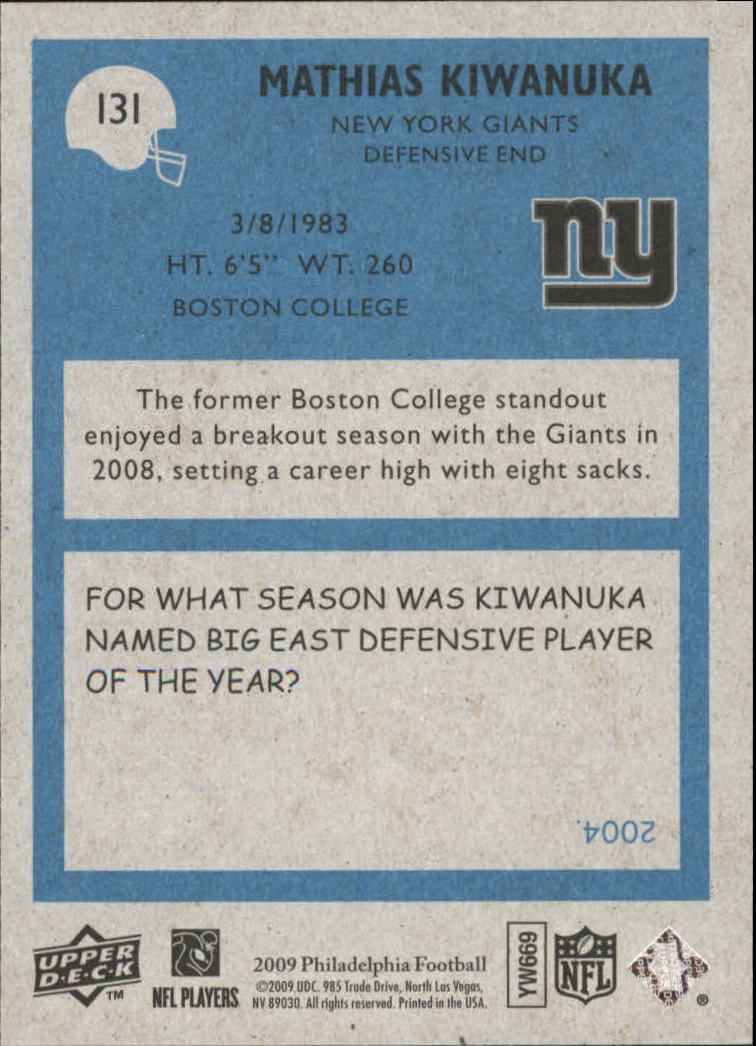 131
MATHIAS KIWANUKA
NEW YORK GIANTS
DEFENSIVE END
ny
3/8/1983
HT. 6'5" WT. 260
BOSTON COLLEGE
The former Boston College standout
enjoyed a breakout season with the Giants in
2008, setting a career high with eight sacks.
FOR WHAT SEASON WAS KIWANUKA
NAMED BIG EAST DEFENSIVE PLAYER
OF THE YEAR?
2004.
UPPER
D·E·C·K
TM
NFL PLAYERS
2009 Philadelphia Football
©2009 UDC. 985 Trade Drive, North Las Vegas,
NV 89030. All rights reserved. Printed in the USA.
YW669
NFL
®